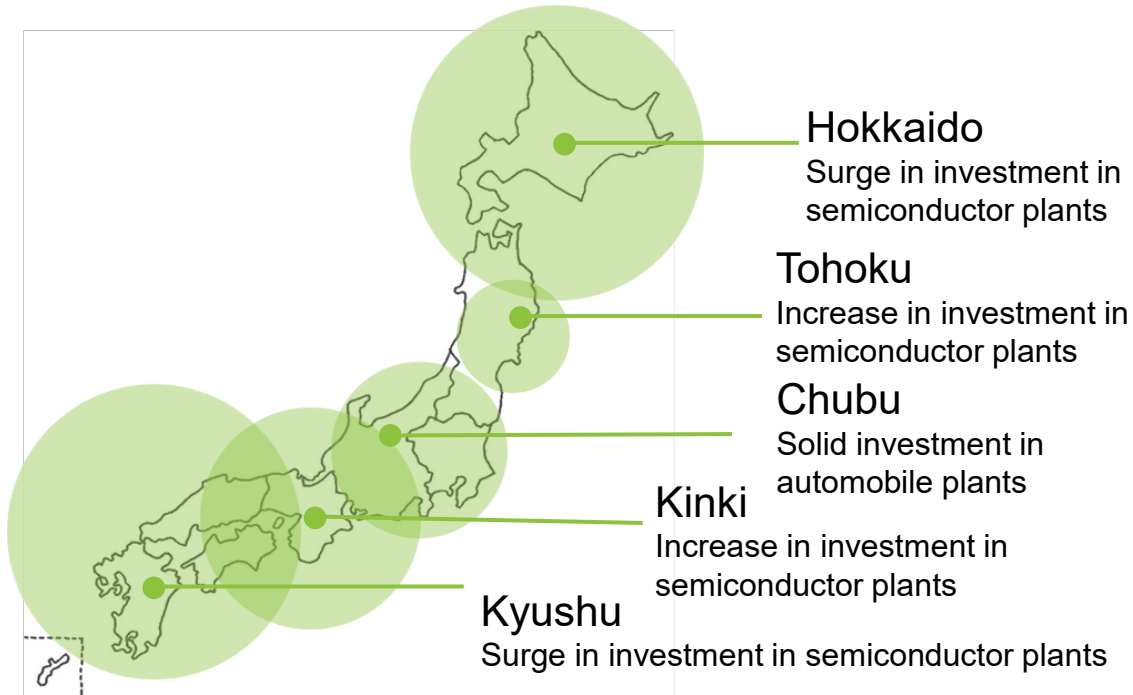 Hokkaido
Surge in investment in
semiconductor plants
Tohoku
Increase in investment in
semiconductor plants
Chubu
Solid investment in
automobile plants
Kinki
Increase in investment in
semiconductor plants
Kyushu
Surge in investment in semiconductor plants